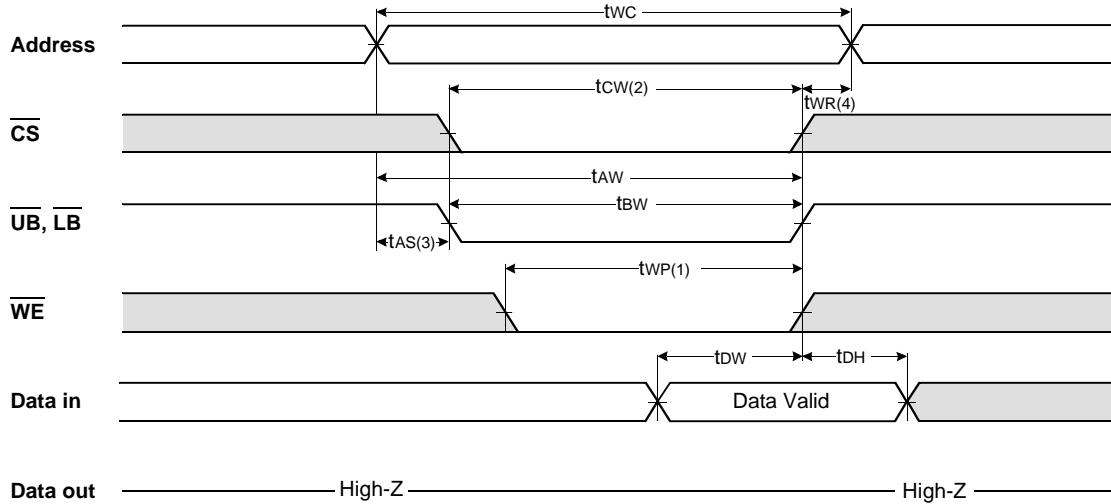 tWC
Address
tCW(2)
tWR(4)
CS
tAW
tBW
UB, LB
tAS(3)
tWP(1)
WE
tDW
tDH
Data in
Data Valid
Data out
High-Z
High-Z